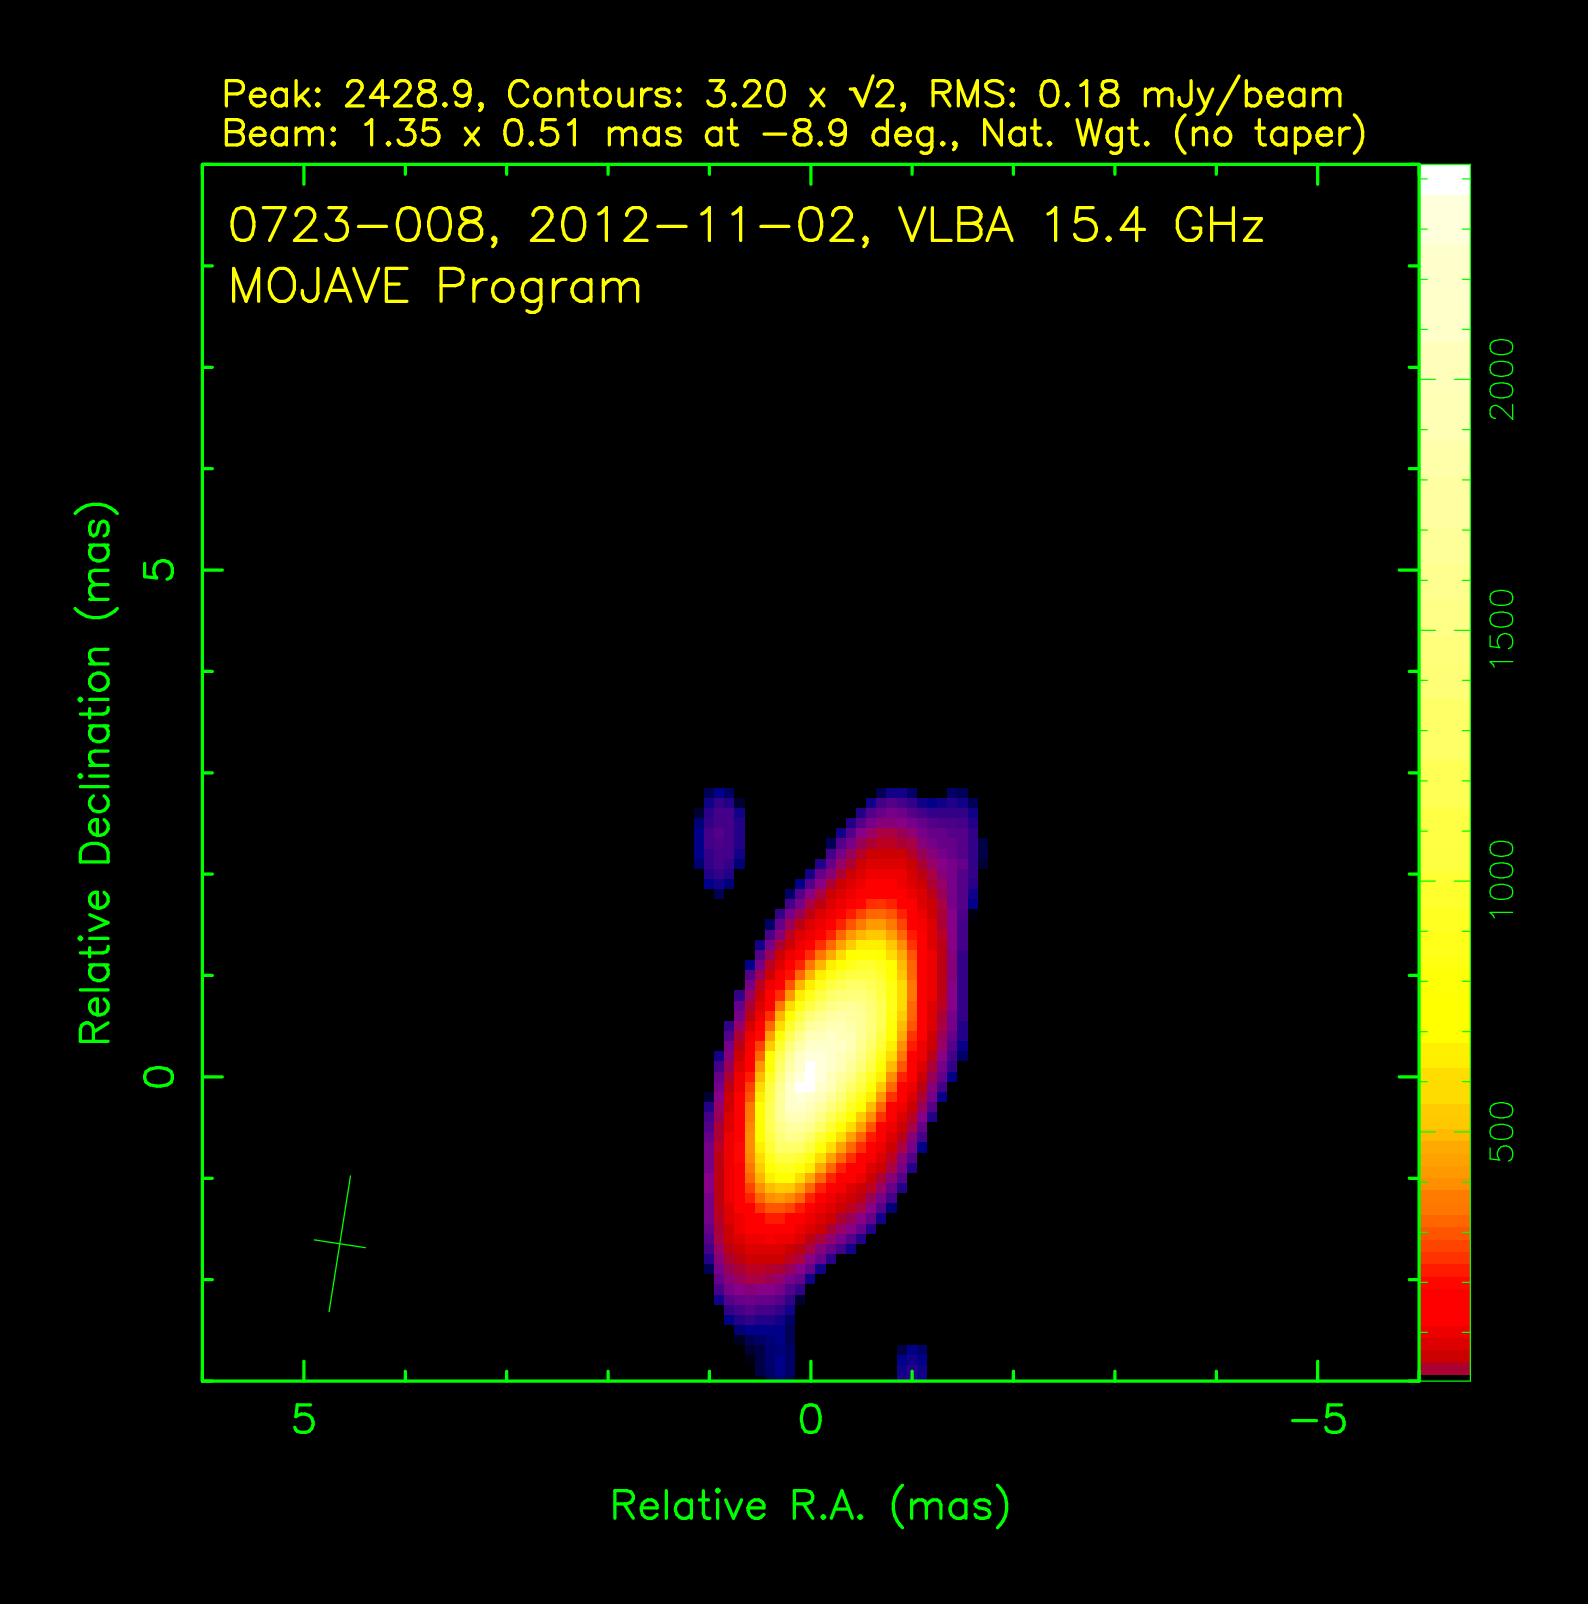 Peak: 2428.9, Contours: 3.20 x √2, RMS: 0.18 mJy/beam
Beam: 1.35 x 0.51 mas at −8.9 deg., Nat. Wgt. (no taper)
0723−008, 2012−11−02, VLBA 15.4 GHz
MOJAVE Program
Relative Declination (mas)
5
0
2000
1500
1000
500
5 0 −5
Relative R.A. (mas)